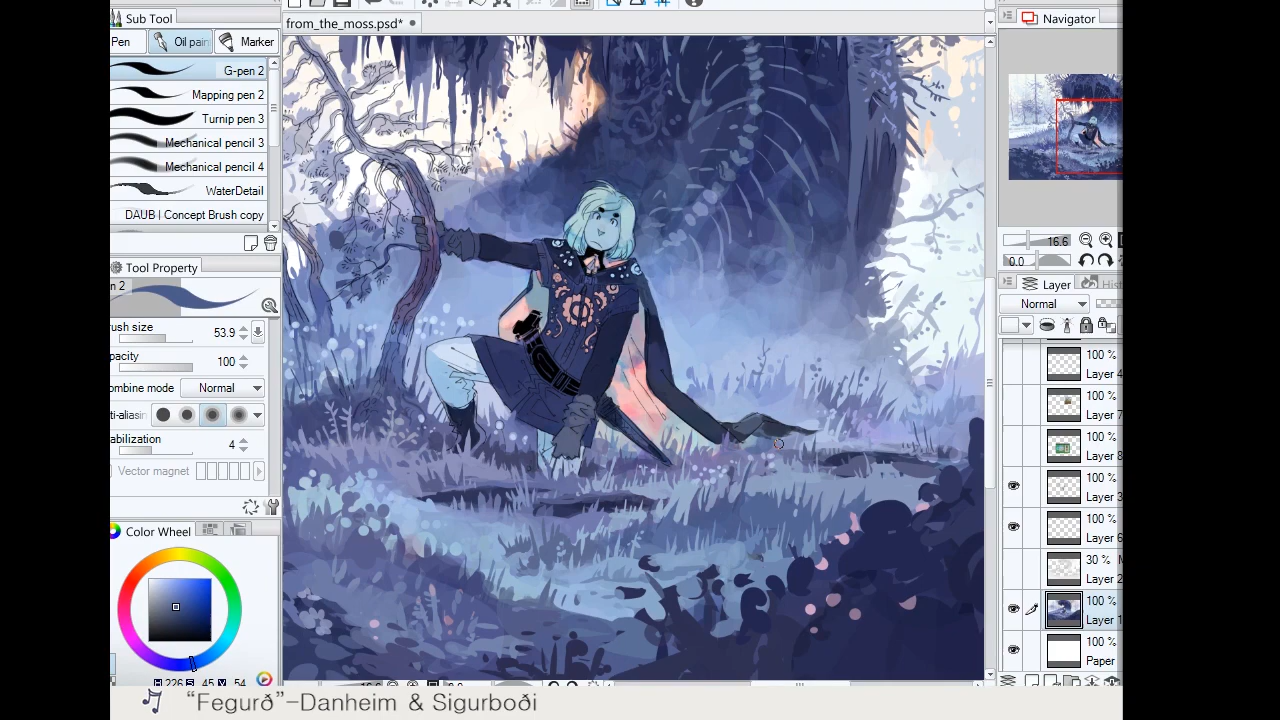 Sub Tool
from_the_moss.psd*
Navigator
Pen
Oil pain
Marker
G-pen 2
Mapping pen 2
Turnip pen 3
Mechanical pencil 3
Mechanical pencil 4
WaterDetail
DAUB | Concept Brush copy
16.6
0.0
Tool Property
n 2
Layer
Hist
Normal
rush size
53.9
pacity
100
ombine mode
Normal
ti-aliasin
abilization
4
Vector magnet
100 %
Layer 4
100 %
Layer 7
100 %
Layer 8
100 %
Layer 3
100 %
Layer 6
30 % M
Layer 2
100 %
Layer 1
100 %
Paper
Color Wheel
H 226 S 45 V 54
“Fegurð”-Danheim & Sigurboði